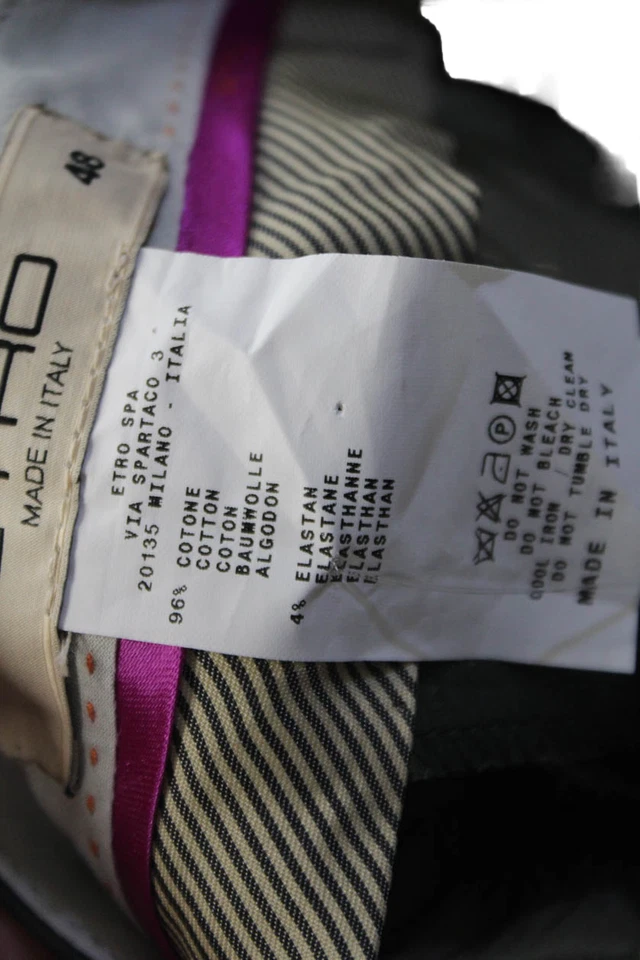 48
MADE IN ITALY
ETRO SPA
VIA SPARTACO 3
20135 MILANO - ITALIA
96% COTONE
COTTON
COTON
BAUMWOLLE
ALGODON
4% ELASTAN
ELASTANE
ELASTHANNE
ELASTHAN
ELASTHAN
DO NOT WASH
DO NOT BLEACH
COOL IRON / DRY CLEAN
DO NOT TUMBLE DRY
MADE IN ITALY